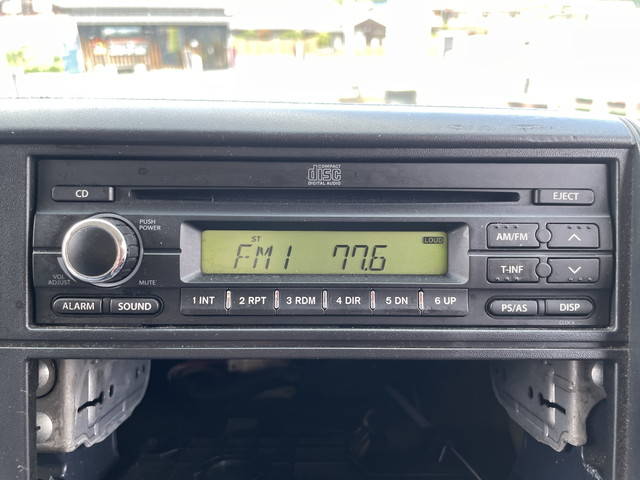 COMPACT
disc
DIGITAL AUDIO
CD
EJECT
PUSH
POWER
VOL
ADJUST
MUTE
ST
LOUD
FM1 77.6
AM/FM
T-INF
ALARM
SOUND
1 INT
2 RPT
3 RDM
4 DIR
5 DN
6 UP
PS/AS
DISP